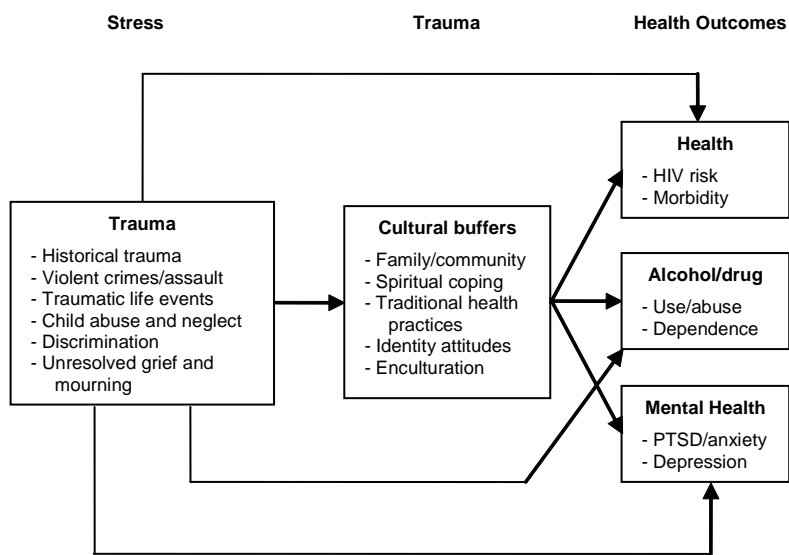 Stress
Trauma
Health Outcomes
Trauma
- Historical trauma
- Violent crimes/assault
- Traumatic life events
- Child abuse and neglect
- Discrimination
- Unresolved grief and
mourning
Cultural buffers
- Family/community
- Spiritual coping
- Traditional health
practices
- Identity attitudes
- Enculturation
Health
- HIV risk
- Morbidity
Alcohol/drug
- Use/abuse
- Dependence
Mental Health
- PTSD/anxiety
- Depression